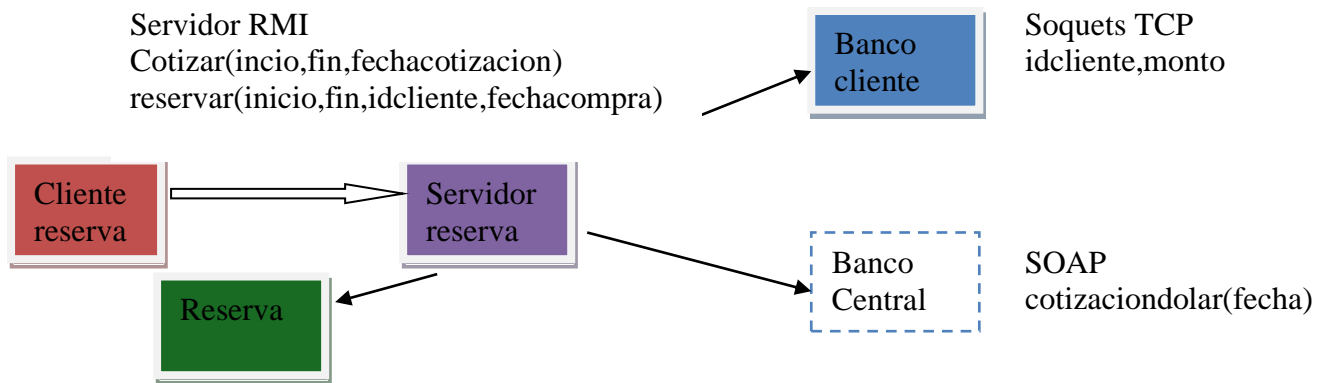 Servidor RMI
Cotizar(incio,fin,fechacotizacion)
reservar(inicio,fin,idcliente,fechacompra)
Banco
cliente
Soquets TCP
idcliente,monto
Cliente
reserva
Servidor
reserva
Reserva
Banco
Central
SOAP
cotizaciondolar(fecha)